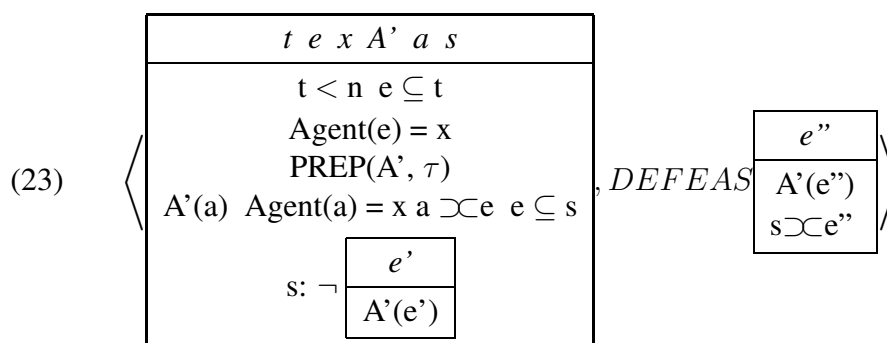 t e x A’ a s
t < n e ⊆ t
Agent(e) = x
PREP(A’, τ)
A’(a) Agent(a) = x a ⊃⊂ e e ⊆ s
s: ¬
e’
A’(e’)
(23) ⟨ , DEFEAS ⟩
e”
A’(e”)
s⊃⊂e”